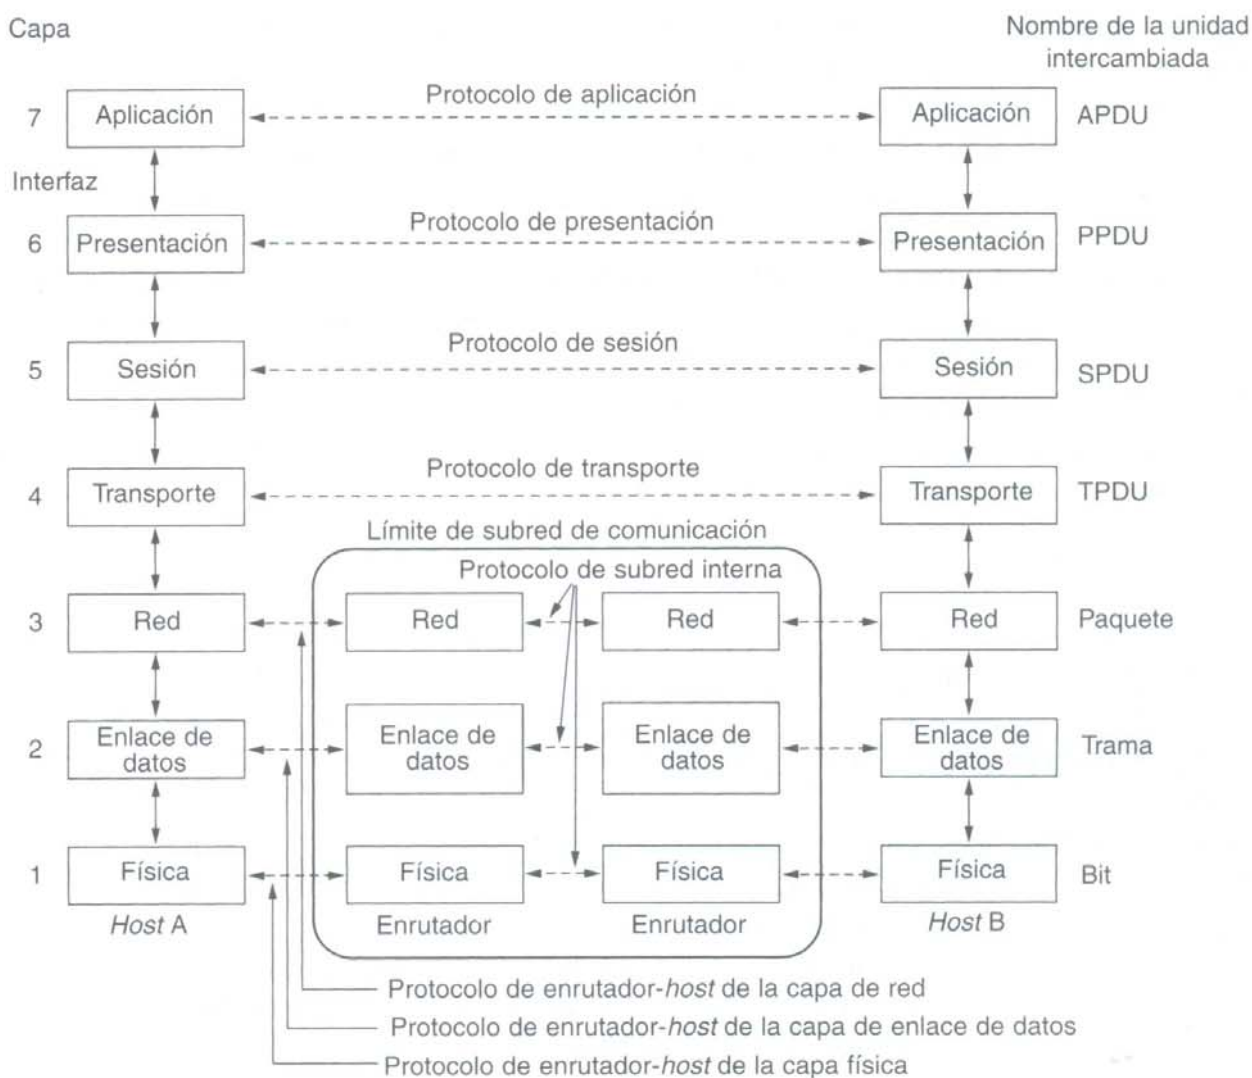 Capa
Nombre de la unidad
intercambiada
Protocolo de aplicación
7
Aplicación
Aplicación
APDU
Interfaz
Protocolo de presentación
6
Presentación
Presentación
PPDU
Protocolo de sesión
5
Sesión
Sesión
SPDU
Protocolo de transporte
4
Transporte
Transporte
TPDU
Límite de subred de comunicación
Protocolo de subred interna
3
Red
Red
Red
Red
Paquete
2
Enlace de
datos
Enlace de
datos
Enlace de
datos
Enlace de
datos
Trama
1
Física
Física
Física
Física
Bit
Host A
Enrutador
Enrutador
Host B
Protocolo de enrutador-host de la capa de red
Protocolo de enrutador-host de la capa de enlace de datos
Protocolo de enrutador-host de la capa física